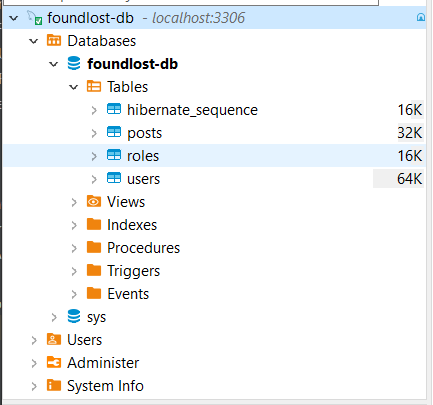 foundlost-db - localhost:3306
Databases
foundlost-db
Tables
hibernate_sequence 16K
posts 32K
roles 16K
users 64K
Views
Indexes
Procedures
Triggers
Events
sys
Users
Administer
System Info